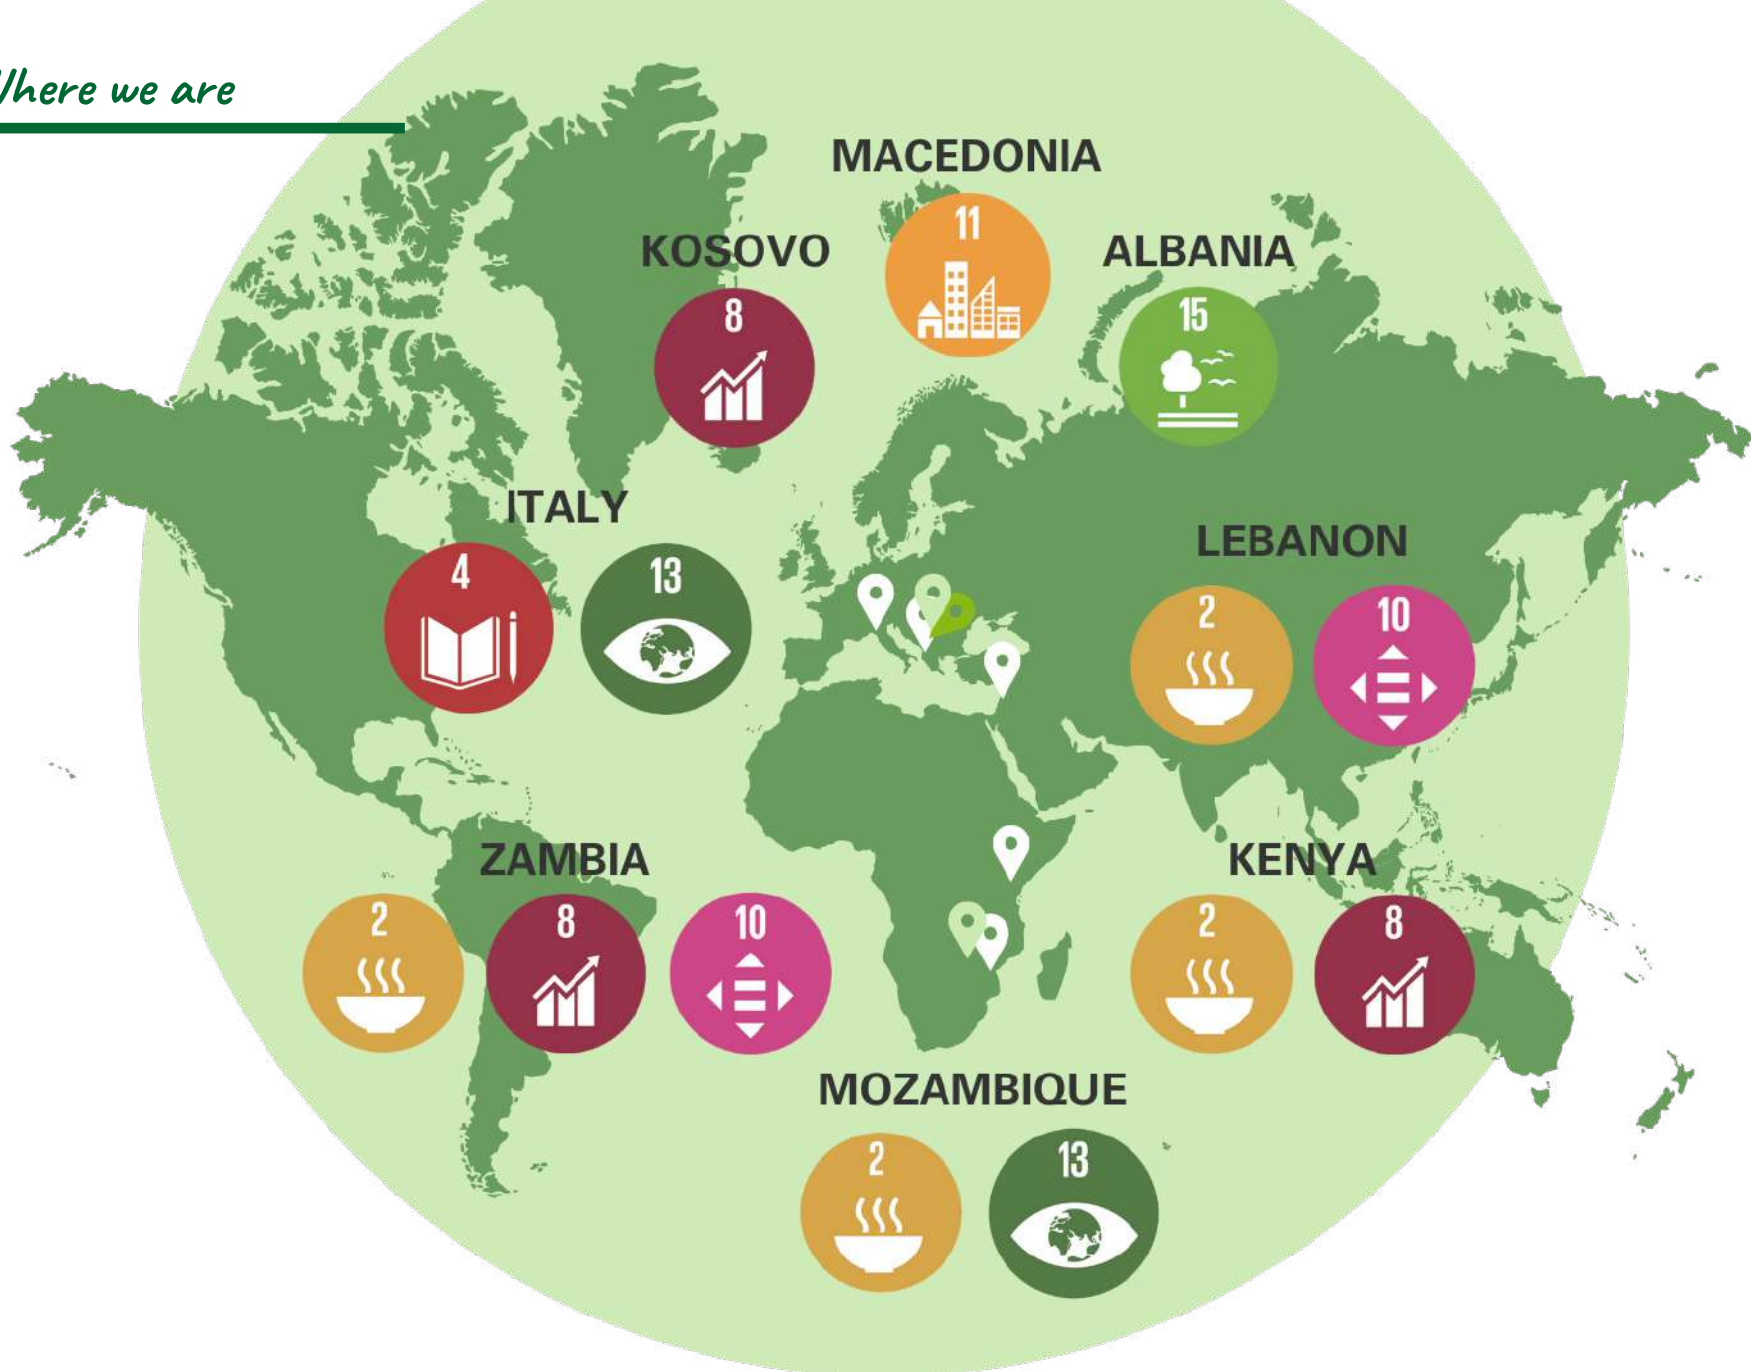 here we are
MACEDONIA
11
KOSOVO
8
ALBANIA
15
ITALY
4 13
LEBANON
2 10
ZAMBIA
2 8 10
KENYA
2 8
MOZAMBIQUE
2 13